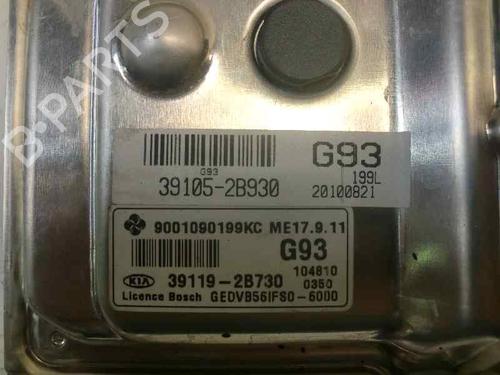 B-PARTS
G93
G93
199L
39105-2B930
20100821
9001090199KC ME17.9.11
G93
KIA 39119-2B730 104810
0350
Licence Bosch GEDVB56IFS0-6000